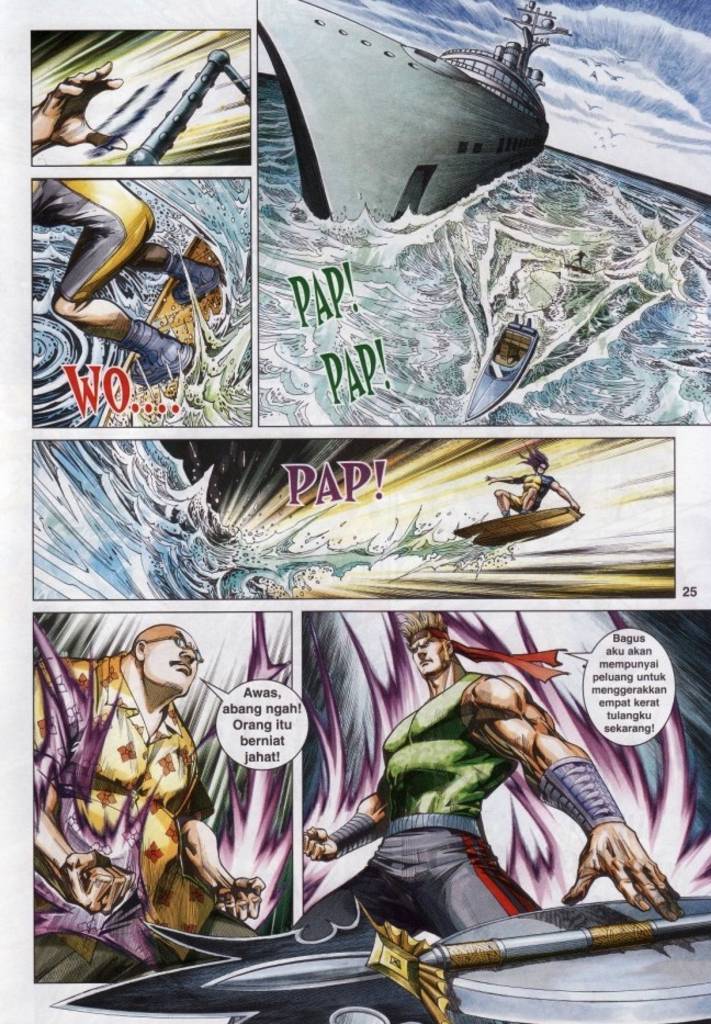 PAP!
PAP!
WO....
PAP!
25
Awas,
abang ngah!
Orang itu
berniat
jahat!
Bagus
aku akan
mempunyai
peluang untuk
menggerakkan
empat kerat
tulangku
sekarang!